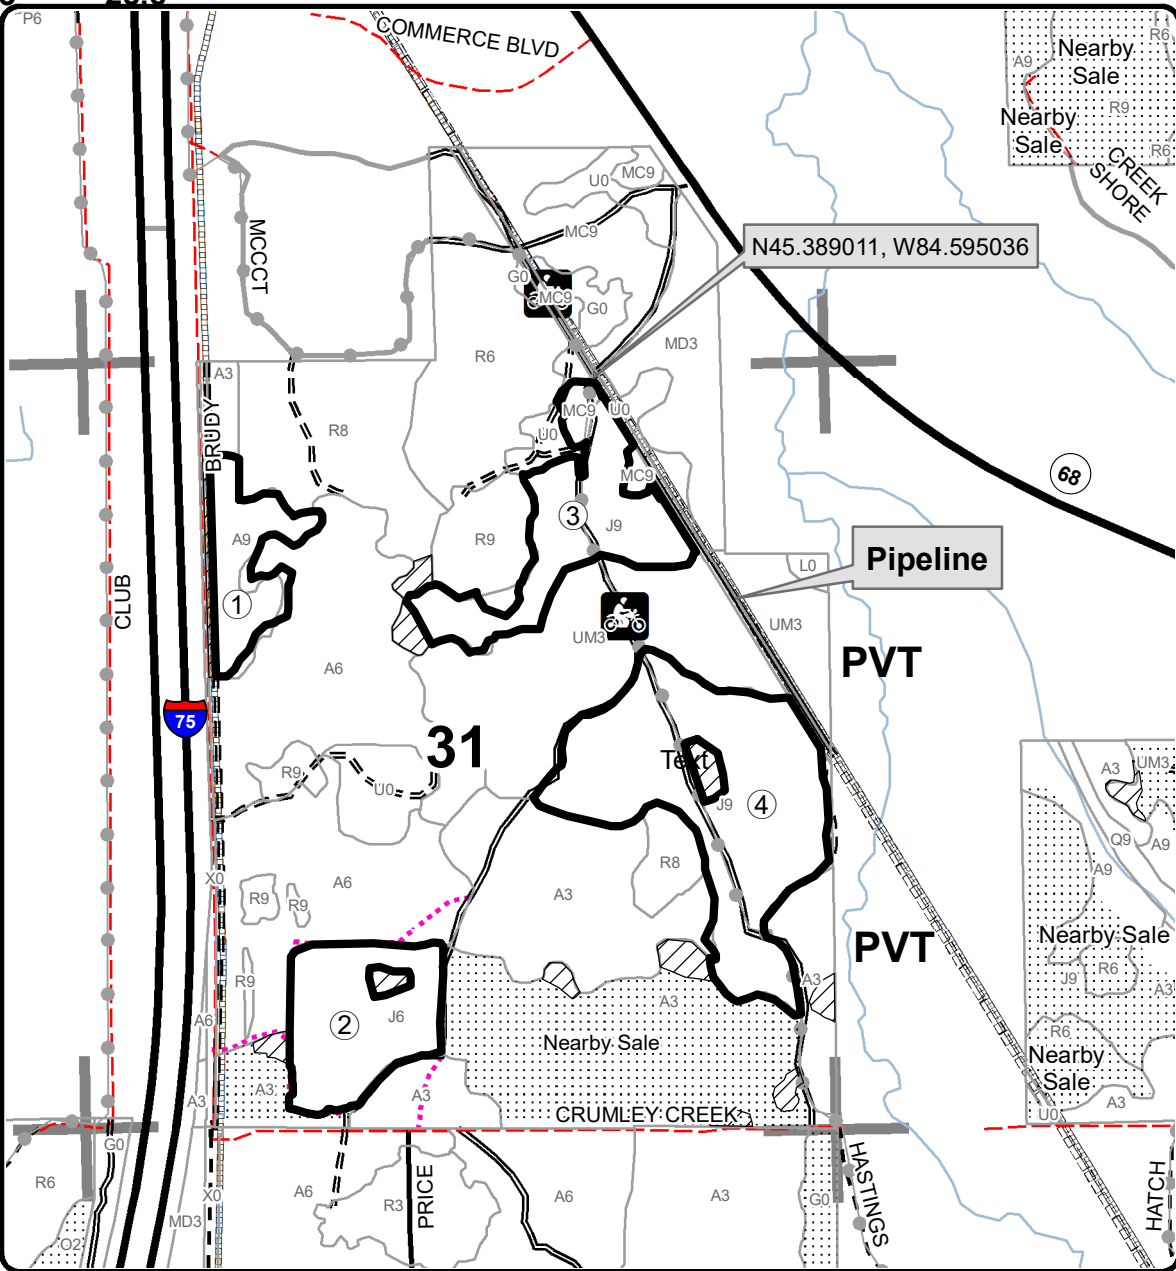 P6
COMMERCE BLVD
Nearby
Sale
R6
A9
R9
Nearby
Sale
R6
CREEK
SHORE
MC9
U0
MCCCT
MC9
N45.389011, W84.595036
G0
MC9
G0
R6
MD3
A3
BRUDY
MC9
U0
R8
U0
68
MC9
3
J9
R9
A9
Pipeline
L0
CLUB
1
UM3
UM3
PVT
A6
75
31
Text
R9
U0
J9
4
A3
UM3
Q9
A9
R8
A9
X0
A6
A3
R9
R9
PVT
Nearby Sale
R9
J9
R6
A3
A3
A3
J6
2
A6
Nearby Sale
R6
Nearby
Sale
A3
A3
A3
A3
CRUMLEY CREEK
U0
G0
HASTINGS
R6
X0
A6
R3
PRICE
A6
A3
G0
HATCH
MD3
O2